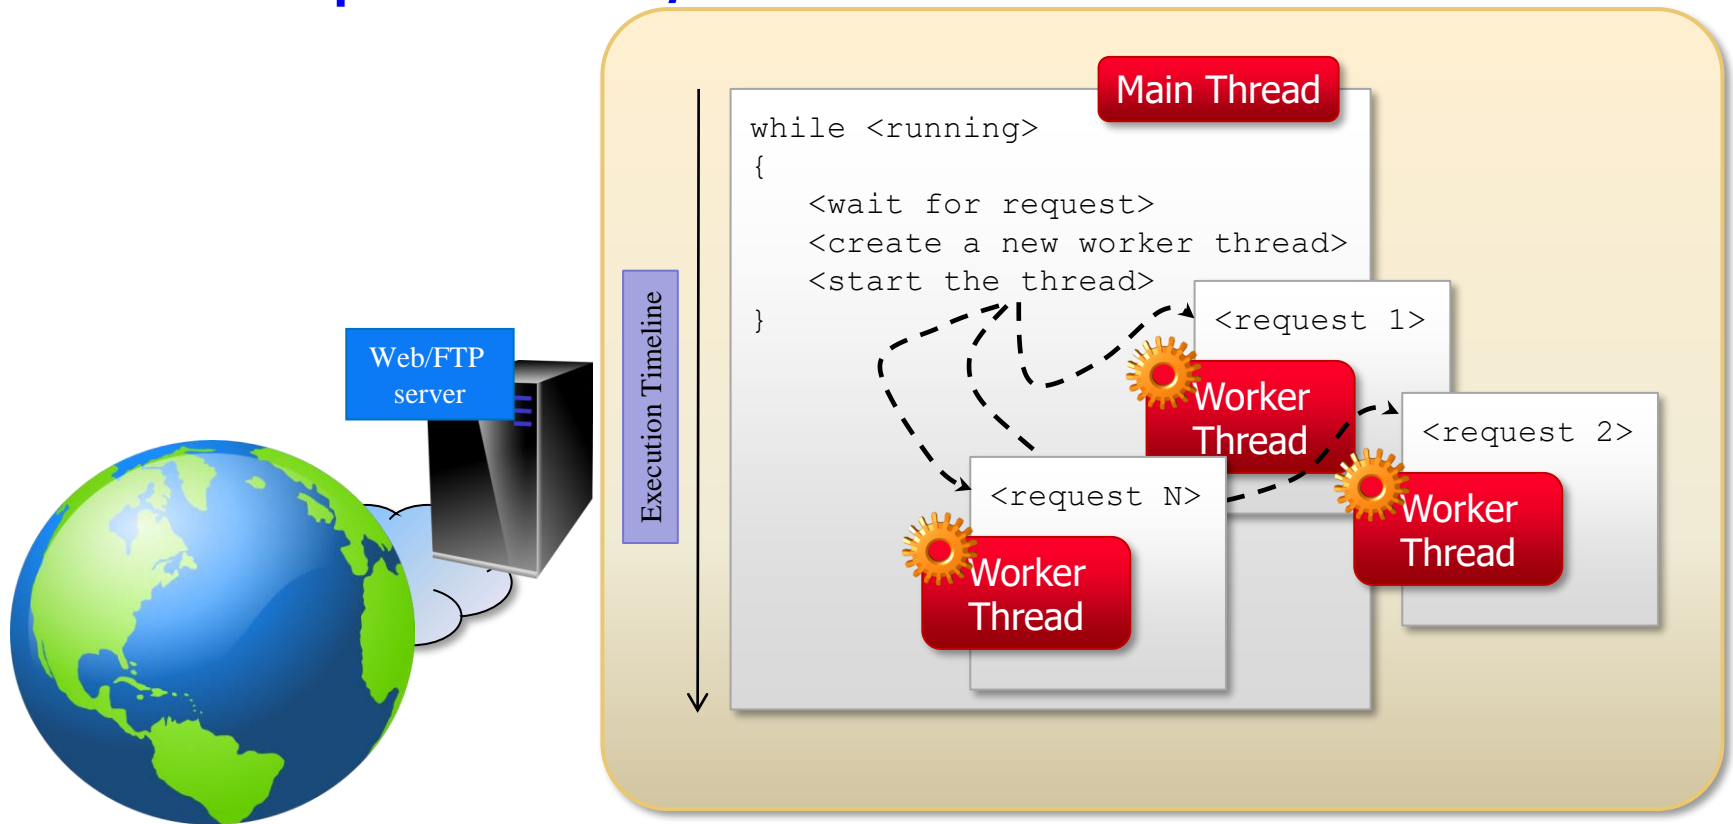 Main Thread
while <running>
{
<wait for request>
<create a new worker thread>
<start the thread>
}
<request 1>
Worker
Thread
<request 2>
Worker
Thread
<request N>
Worker
Thread
Execution Timeline
Web/FTP
server